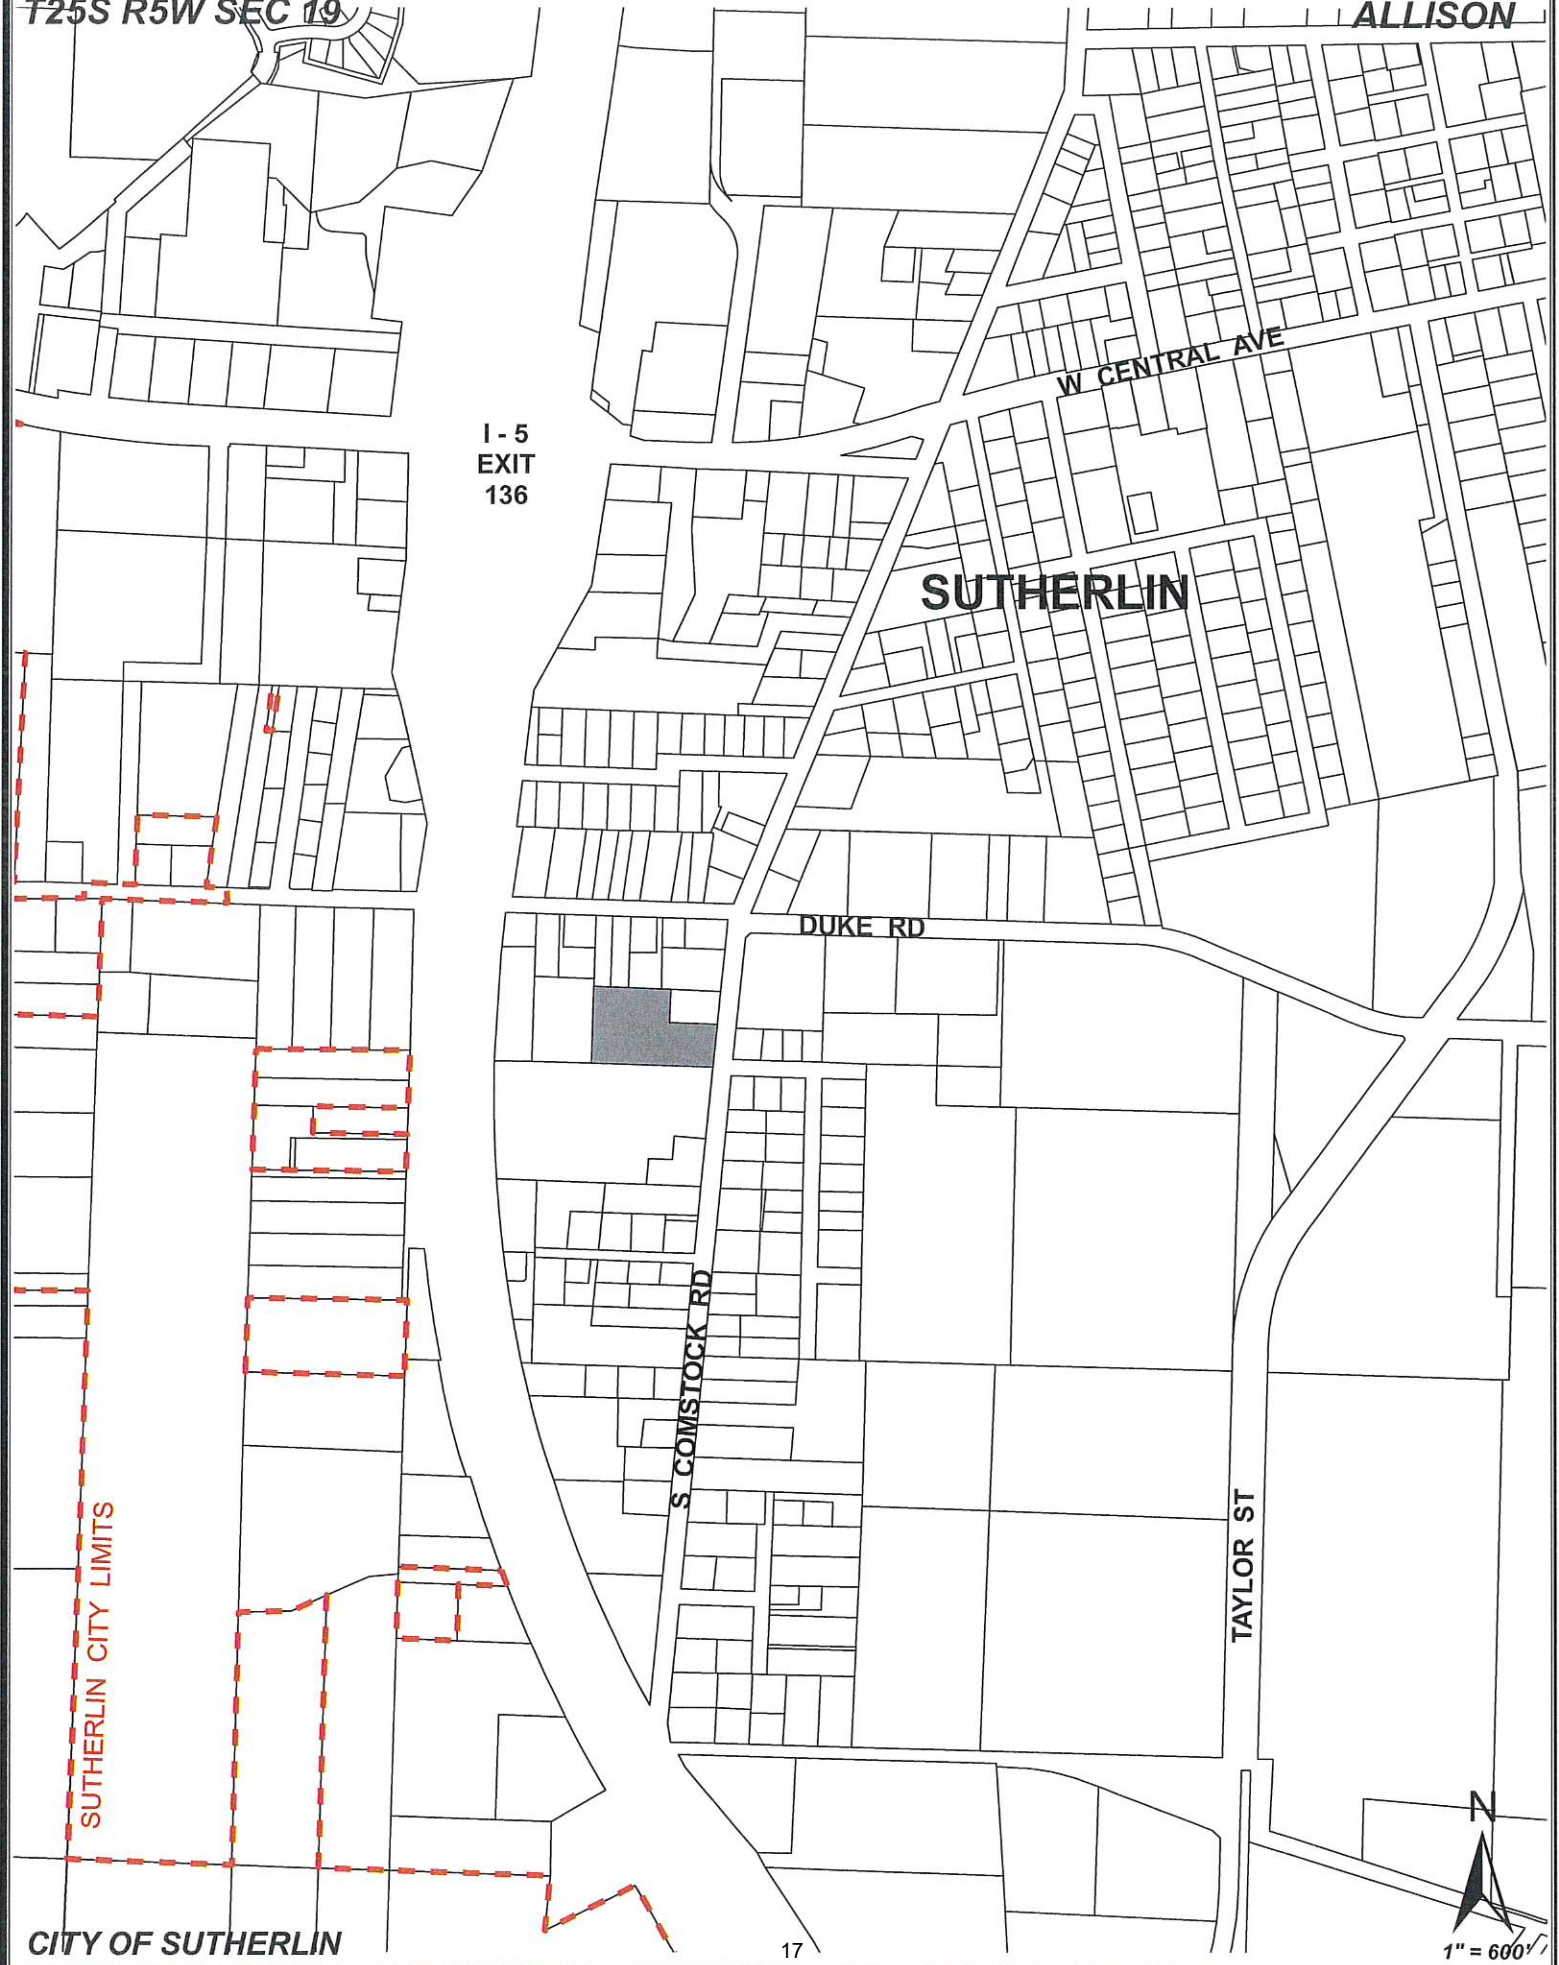 T25S R5W SEC 19
ALLISON
W CENTRAL AVE
I - 5
EXIT
136
SUTHERLIN
DUKE RD
S COMSTOCK RD
TAYLOR ST
SUTHERLIN CITY LIMITS
N
CITY OF SUTHERLIN
17
1" = 600'